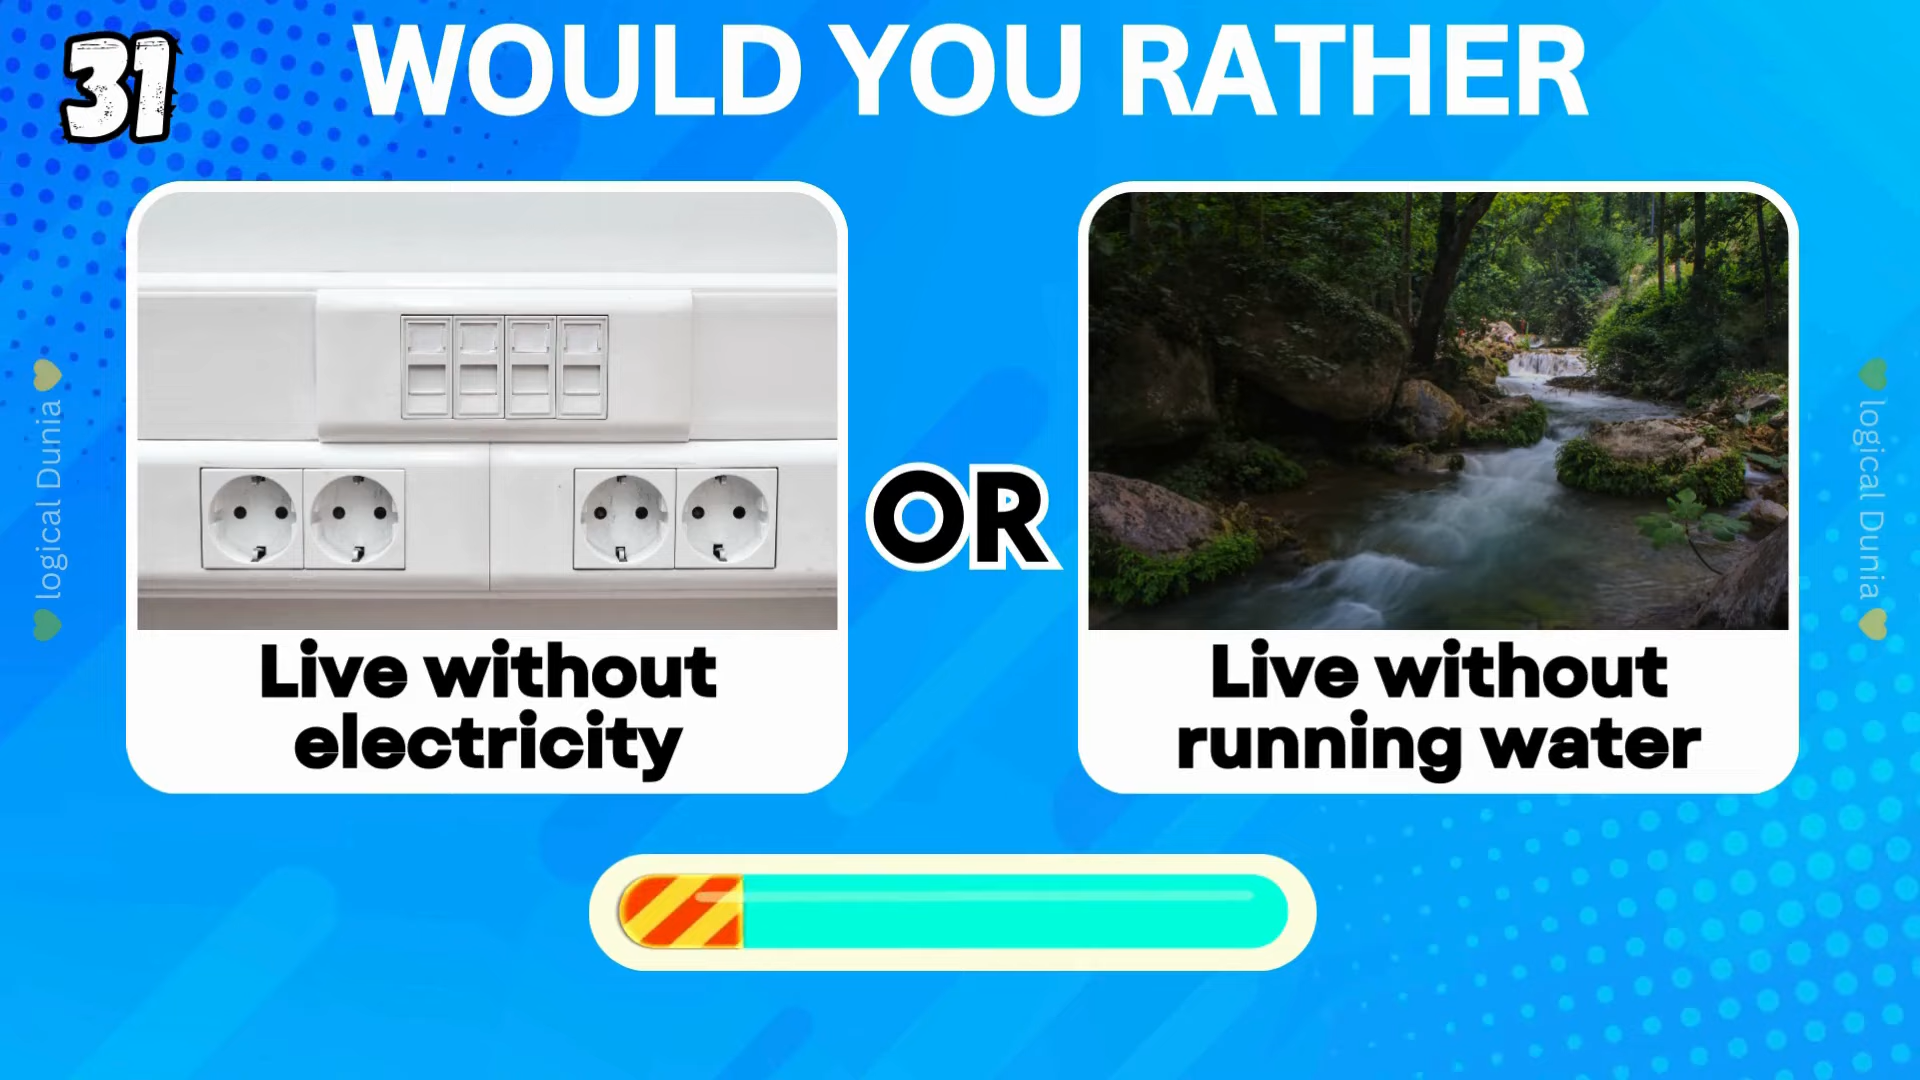 31
WOULD YOU RATHER
logical Dunia
OR
logical Dunia
Live without
electricity
Live without
running water